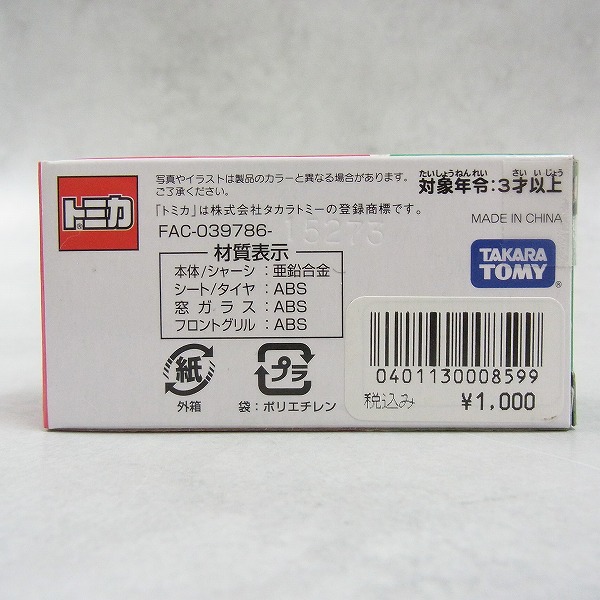 トミカ
写真やイラストは製品のカラーと異なる場合があります。
ご了承ください。
「トミカ」は株式会社タカラトミーの登録商標です。
FAC-039786-
15273
材質表示
本体/シャーシ:亜鉛合金
シート/タイヤ:ABS
窓ガラス:ABS
フロントグリル:ABS
紙
外箱
プラ
袋:ポリエチレン
たいしょうねんれい さい いじょう
対象年令:3才以上
MADE IN CHINA
TAKARA
TOMY
0401130008599
税込み ¥1,000